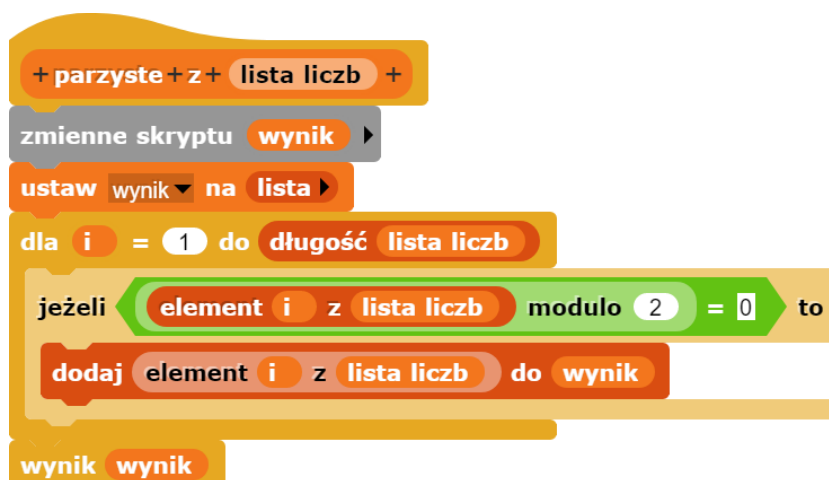 + parzyste + z + lista liczb +
zmienne skryptu wynik
ustaw wynik na lista
dla i = 1 do długość lista liczb
jeżeli element i z lista liczb modulo 2 = 0 to
dodaj element i z lista liczb do wynik
wynik wynik